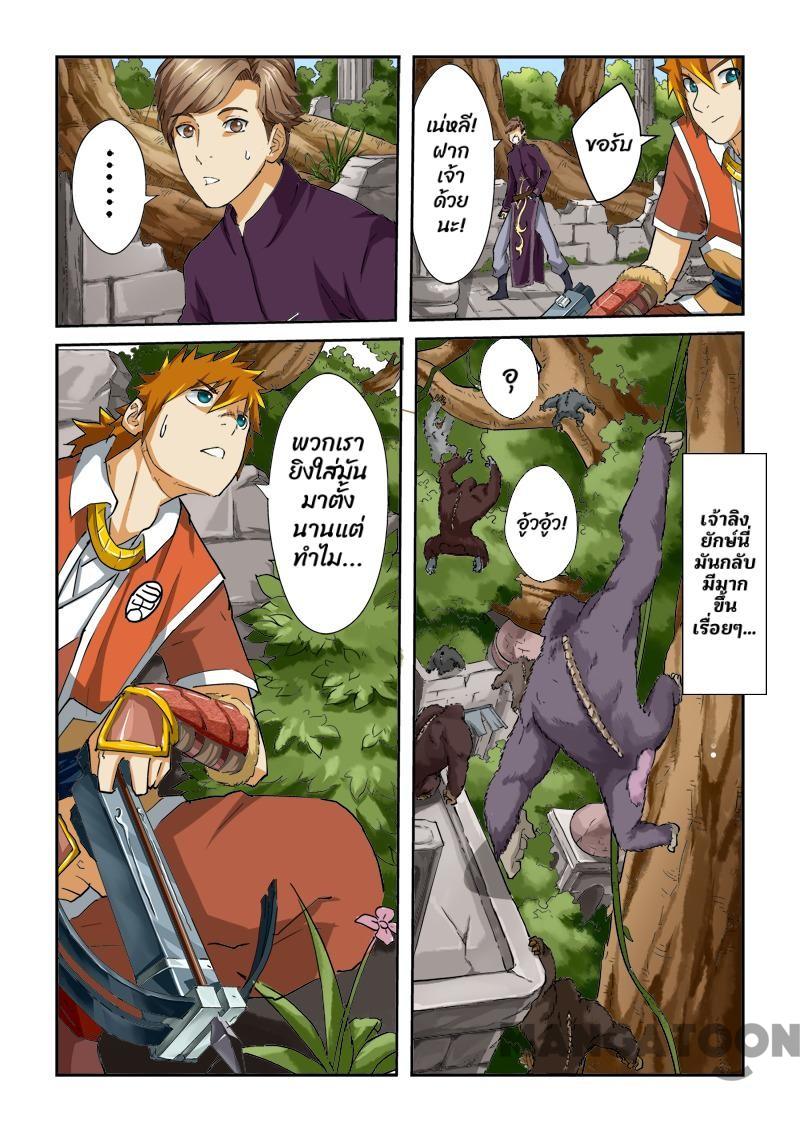 ......
เน่หลี!
ฝาก
เจ้า
ด้วย
นะ!
ขอรับ
พวกเรา
ยิงใส่มัน
มาตั้ง
นานแต่
ทำไม...
อุ
อู้วอู้ว!
เจ้าลิง
ยักษ์นี่
มันกลับ
มีมาก
ขึ้น
เรื่อยๆ...
MANGATOON